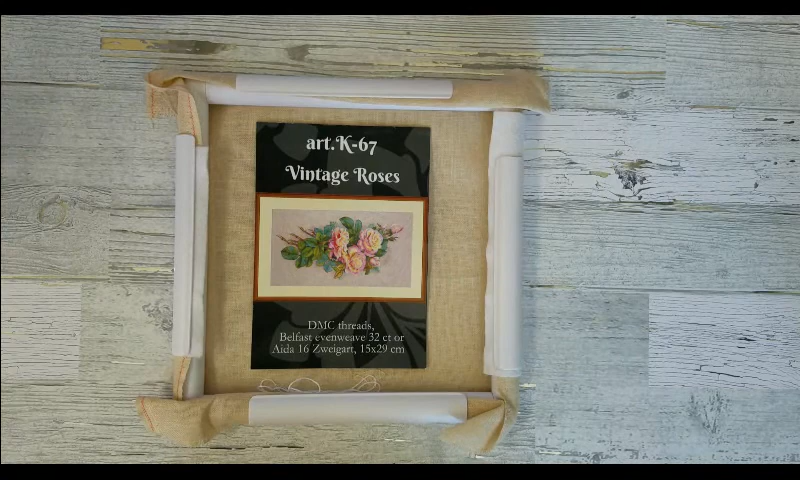 art.K-67
Vintage Roses
DMC threads,
Belfast evenweave 32 ct or
Aida 16 Zweigart, 15x29 cm